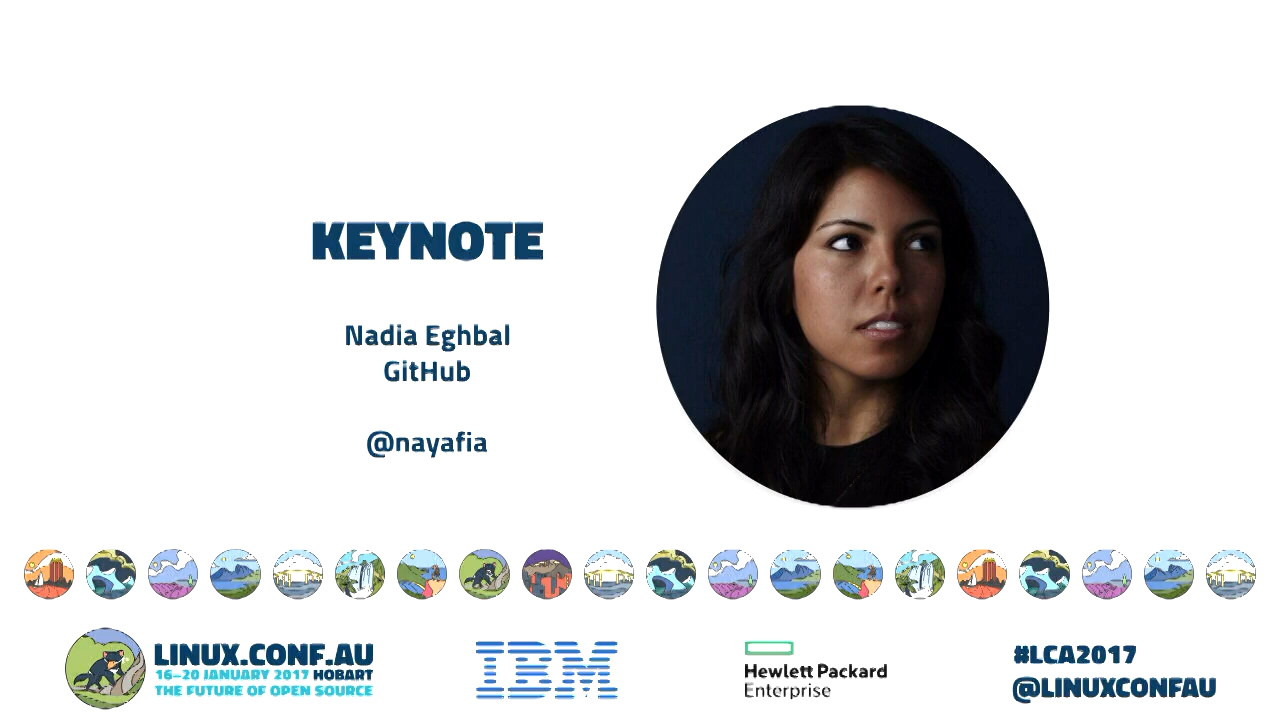 KEYNOTE
Nadia Eghbal
GitHub
@nayafia
LINUX.CONF.AU
16–20 JANUARY 2017 HOBART
THE FUTURE OF OPEN SOURCE
IBM
Hewlett Packard
Enterprise
#LCA2017
@LINUXCONFAU